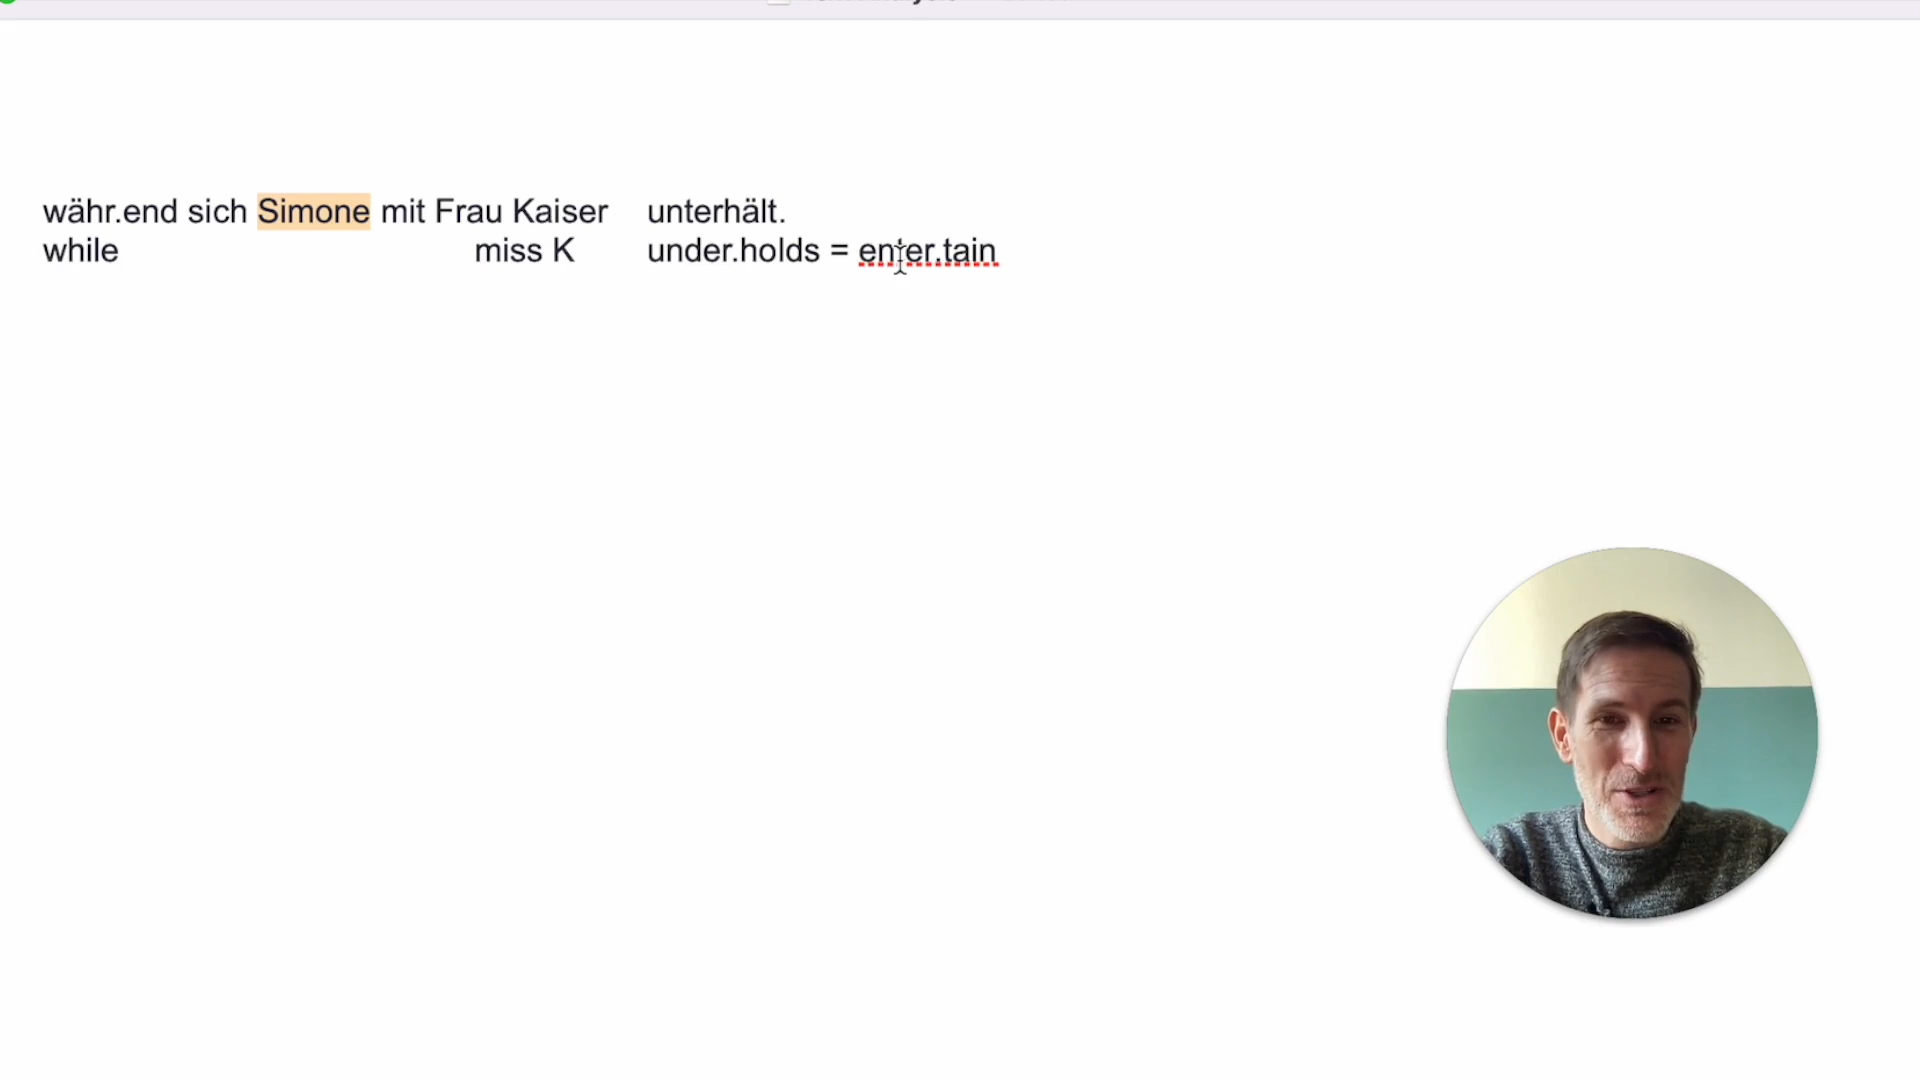 währ.end sich Simone mit Frau Kaiser unterhält.
while miss K under.holds = enter.tain